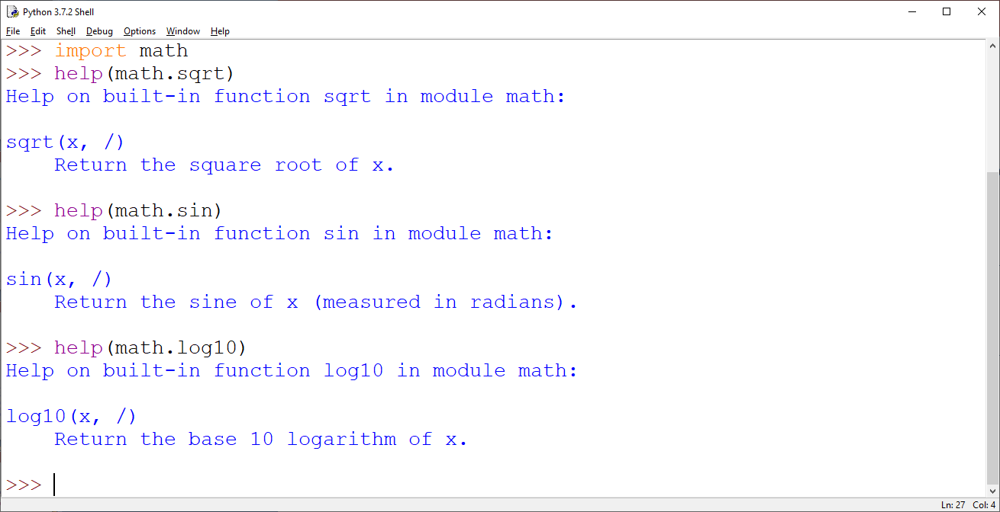 Python 3.7.2 Shell
File Edit Shell Debug Options Window Help
>>> import math
>>> help(math.sqrt)
Help on built-in function sqrt in module math:
sqrt(x, /)
    Return the square root of x.
>>> help(math.sin)
Help on built-in function sin in module math:
sin(x, /)
    Return the sine of x (measured in radians).
>>> help(math.log10)
Help on built-in function log10 in module math:
log10(x, /)
    Return the base 10 logarithm of x.
>>>
Ln: 27 Col: 4